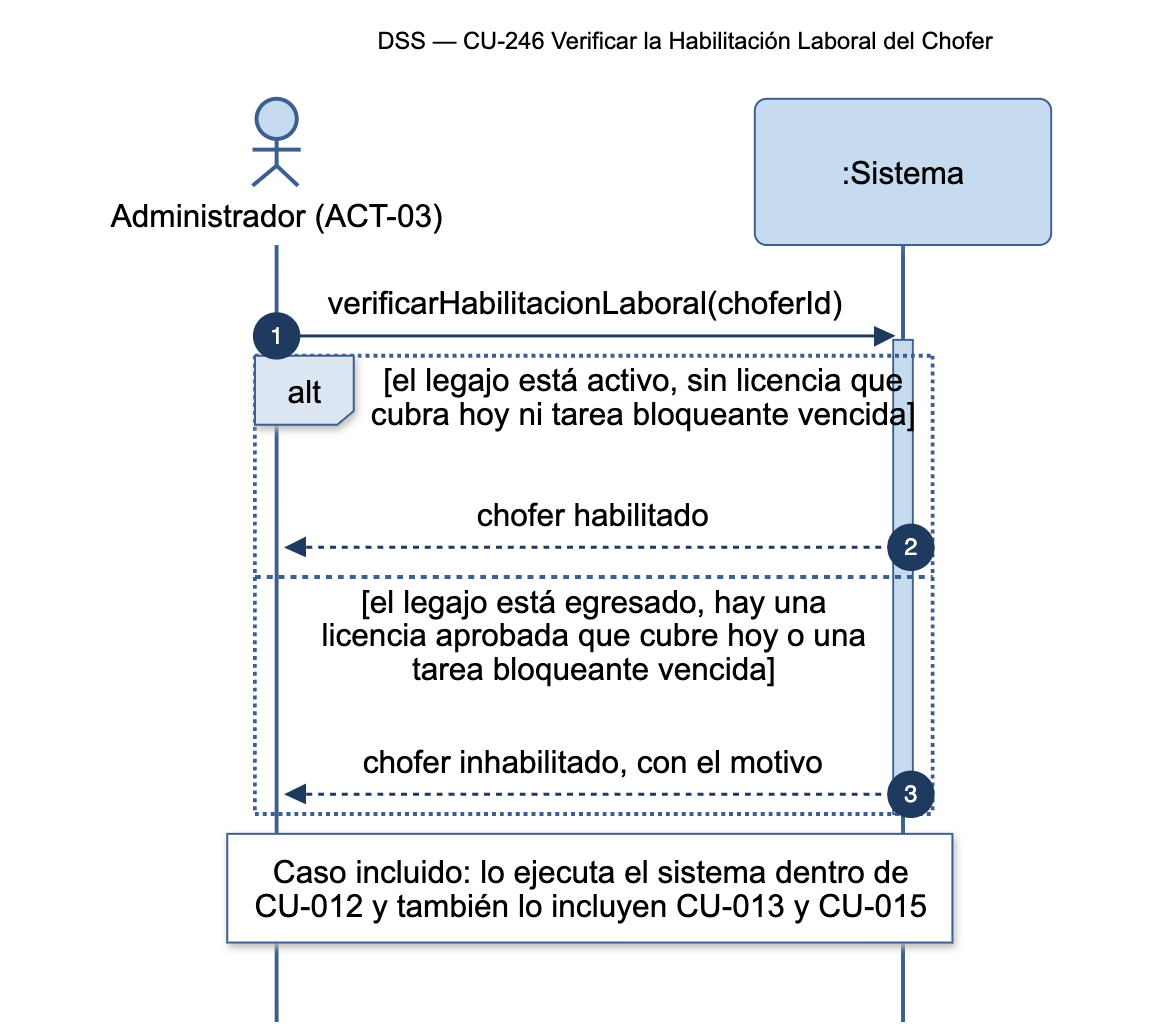 DSS — CU-246 Verificar la Habilitación Laboral del Chofer
:Sistema
Administrador (ACT-03)
verificarHabilitacionLaboral(choferId)
1
alt
[el legajo está activo, sin licencia que
cubra hoy ni tarea bloqueante vencida]
chofer habilitado
2
[el legajo está egresado, hay una
licencia aprobada que cubre hoy o una
tarea bloqueante vencida]
chofer inhabilitado, con el motivo
3
Caso incluido: lo ejecuta el sistema dentro de
CU-012 y también lo incluyen CU-013 y CU-015